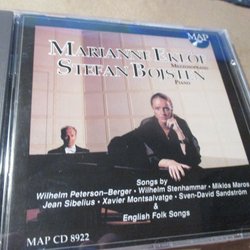 MAP
MARIANNE EKLÖF
MEZZOSOPRANO
STEFAN BOJSTEN
PIANO
Songs by
Wilhelm Peterson-Berger · Wilhelm Stenhammar · Miklos Maros
Jean Sibelius · Xavier Montsalvatge · Sven-David Sandström
&
English Folk Songs
MAP CD 8922